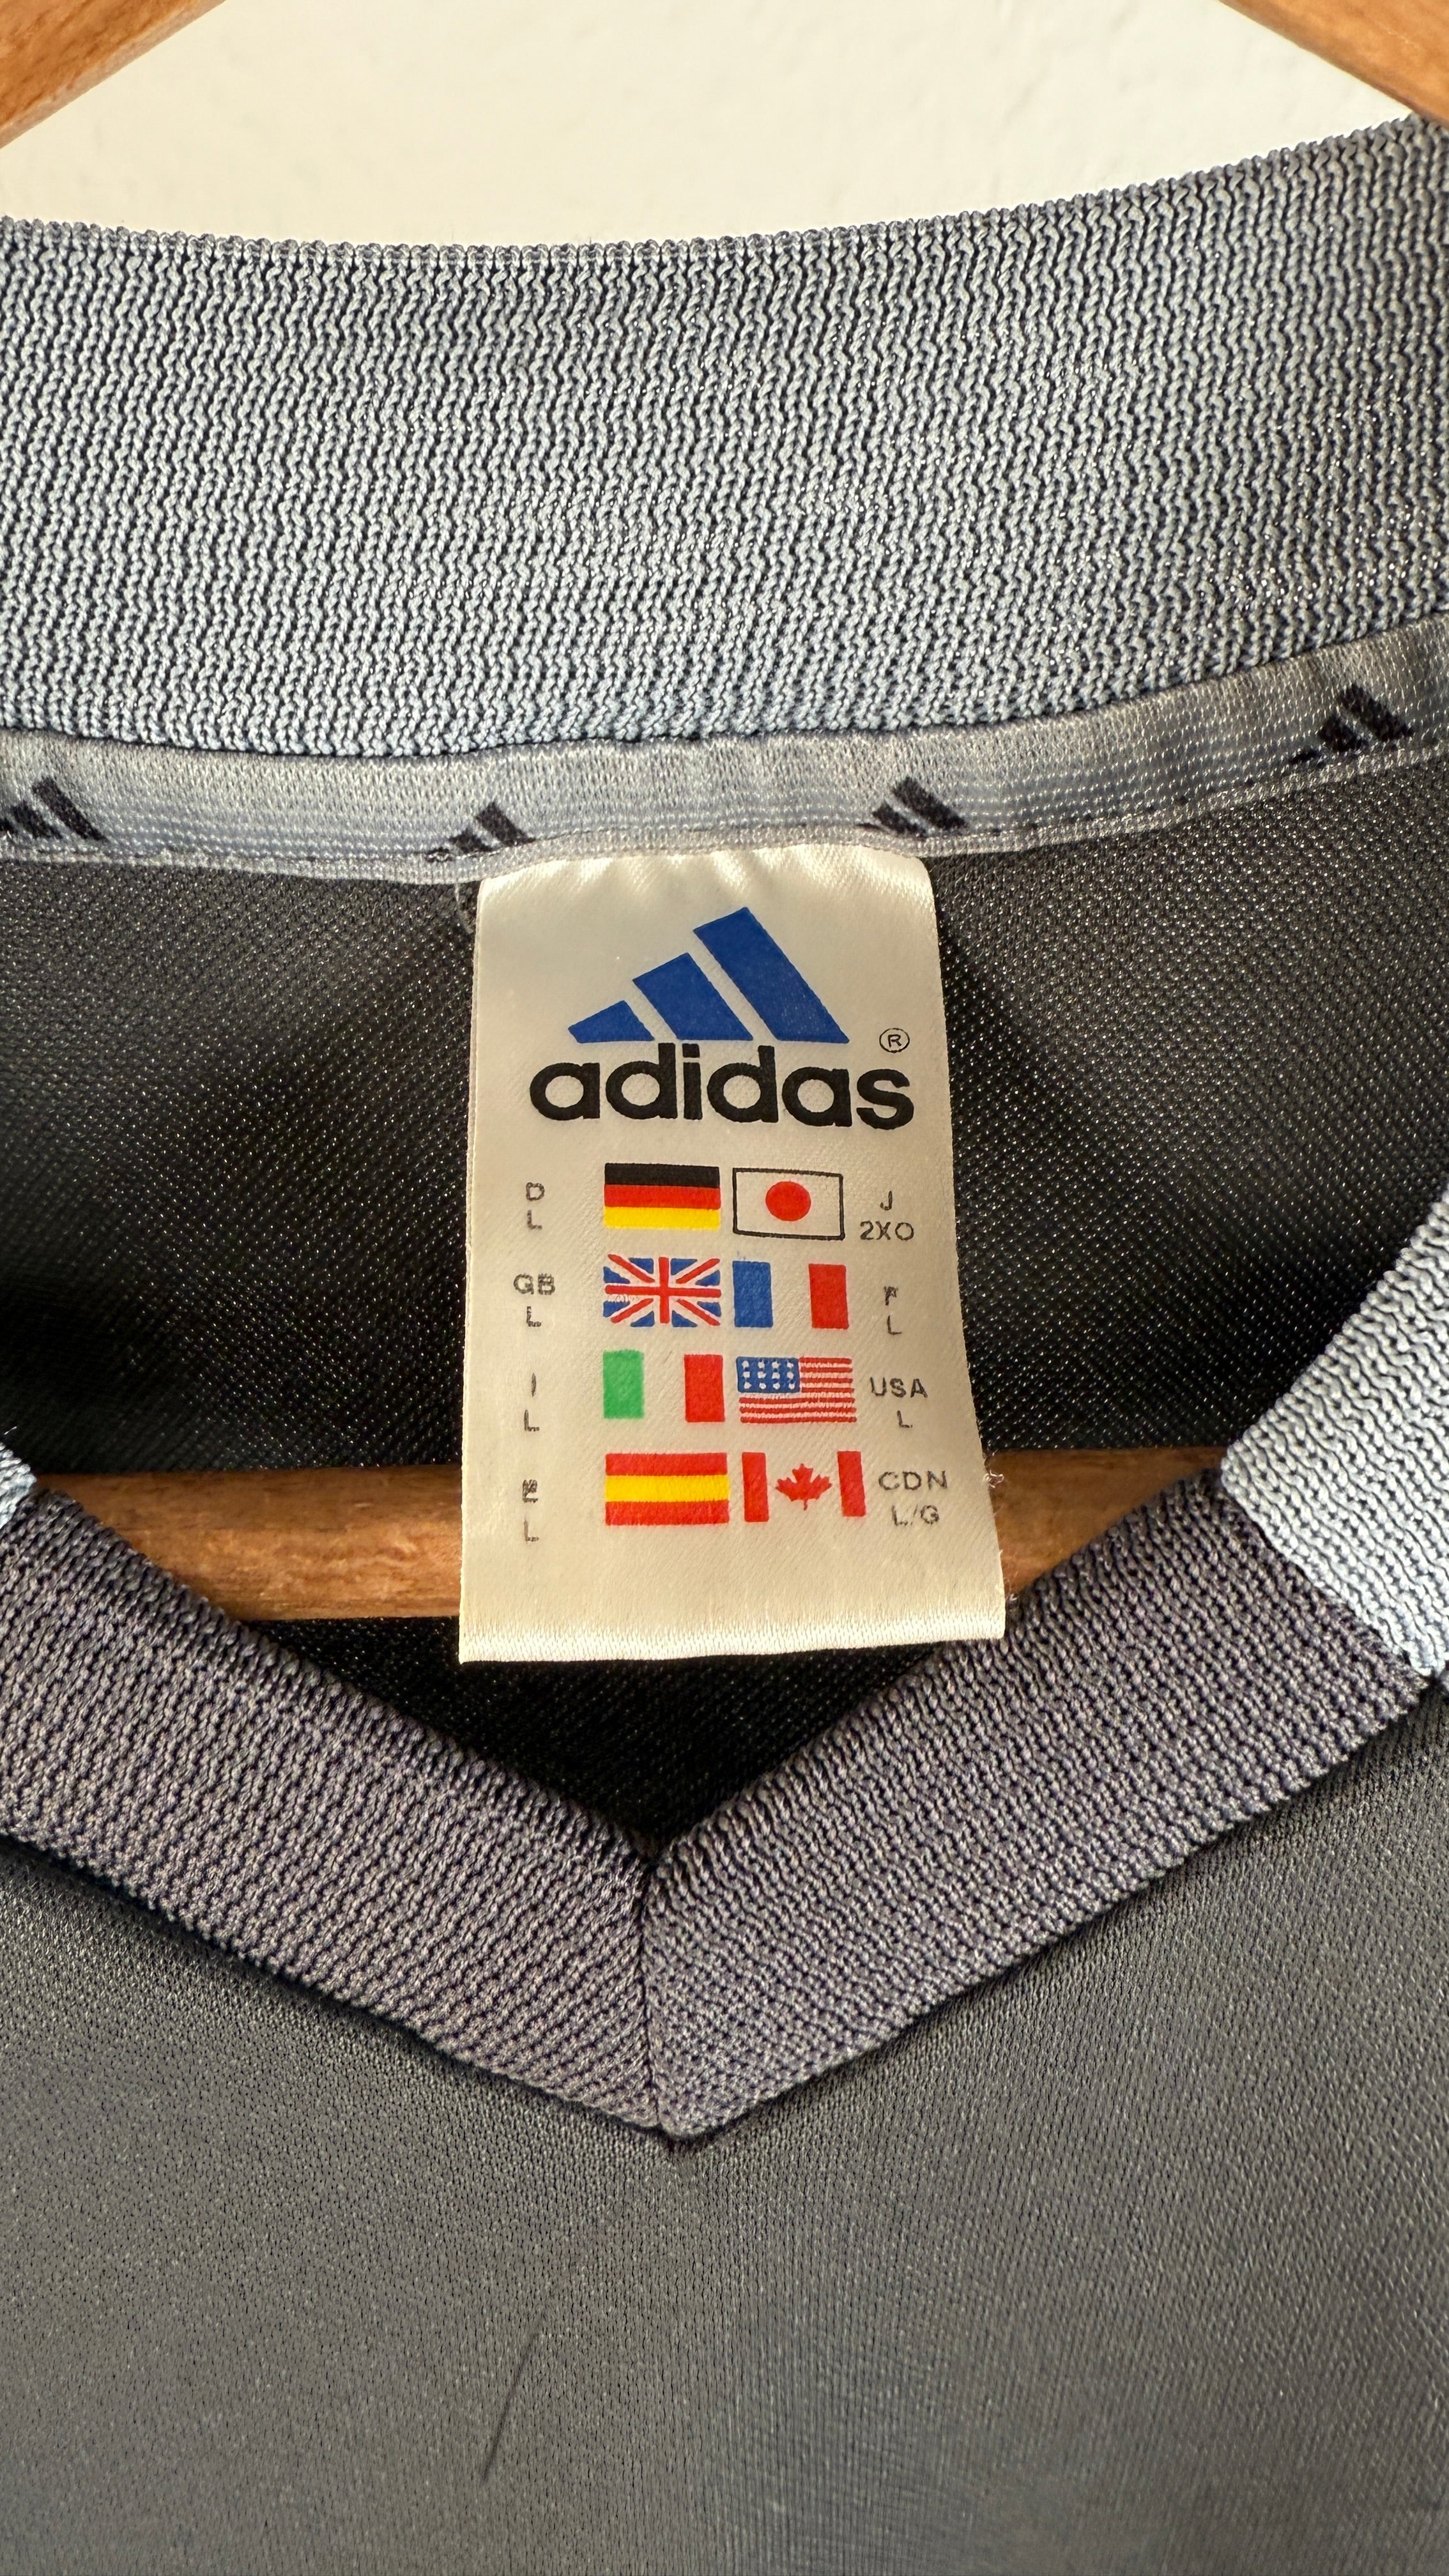 adidas ®
D J
L 2XO
GB F
L L
I USA
L L
E CDN
L L/G